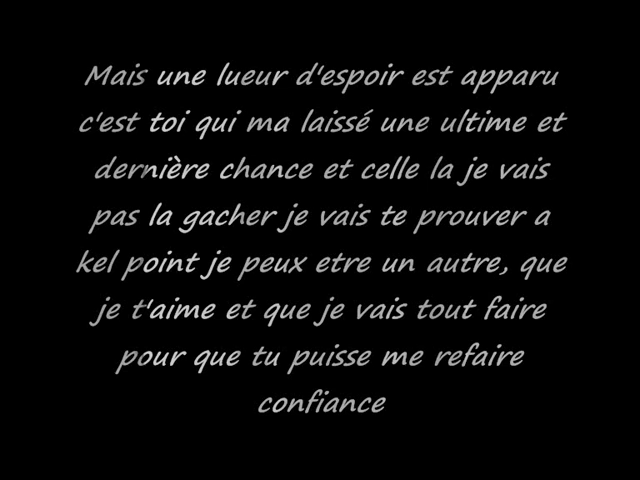 Mais une lueur d'espoir est apparu
c'est toi qui ma laissé une ultime et
dernière chance et celle la je vais
pas la gacher je vais te prouver a
kel point je peux etre un autre, que
je t'aime et que je vais tout faire
pour que tu puisse me refaire
confiance